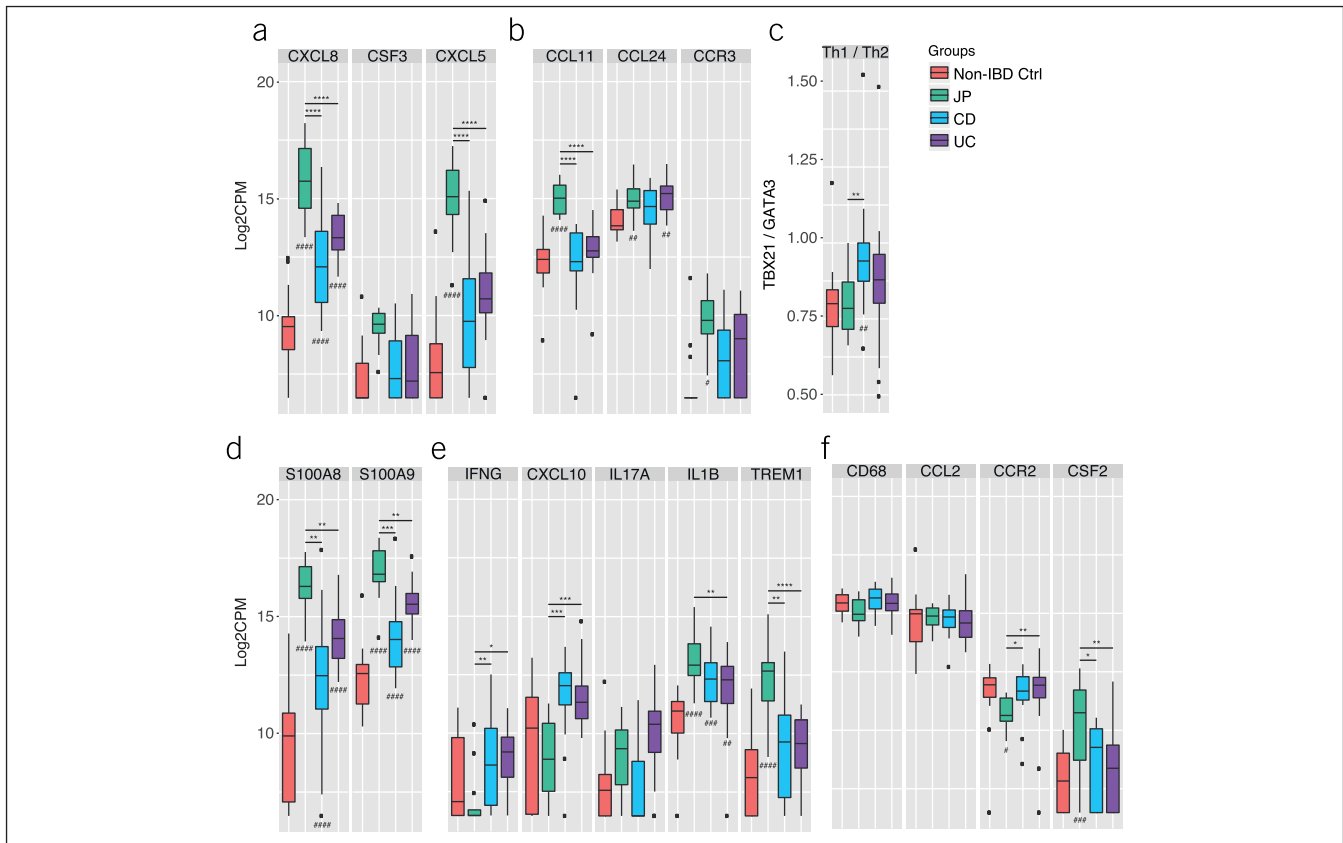 a
b
c
CXCL8 CSF3 CXCL5
CCL11 CCL24 CCR3
Th1 / Th2
Groups
Non-IBD Ctrl
JP
CD
UC
Log2CPM
20
15
10
**** ****
**** ****
#### #### ####
####
**** ****
#### ## ##
#
TBX21 / GATA3
1.50
1.25
1.00
0.75
0.50
**
##
d
e
f
S100A8 S100A9
IFNG CXCL10 IL17A IL1B TREM1
CD68 CCL2 CCR2 CSF2
Log2CPM
20
15
10
** **
** ***
#### #### ####
#### ####
####
* *** ** ****
** *** **
#### ### ## ####
** **
* *
# ###